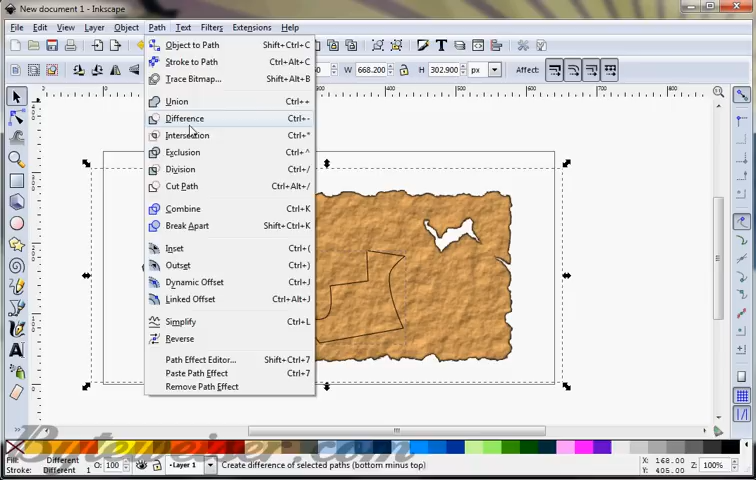 New document 1 - Inkscape
File Edit View Layer Object Path Text Filters Extensions Help
Object to Path Shift+Ctrl+C
Stroke to Path Ctrl+Alt+C
Trace Bitmap... Shift+Alt+B
Union Ctrl++
Difference Ctrl+-
Intersection Ctrl+*
Exclusion Ctrl+^
Division Ctrl+/
Cut Path Ctrl+Alt+/
Combine Ctrl+K
Break Apart Shift+Ctrl+K
Inset Ctrl+(
Outset Ctrl+)
Dynamic Offset Ctrl+J
Linked Offset Ctrl+Alt+J
Simplify Ctrl+L
Reverse
Path Effect Editor... Shift+Ctrl+7
Paste Path Effect Ctrl+7
Remove Path Effect
W 668.200 H 302.900 px Affect:
Fill: Different
Stroke: Different 1 O: 100 Layer 1 Create difference of selected paths (bottom minus top) X: 168.00 Y: 405.00 Z: 100%